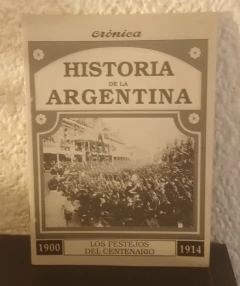 crónica
HISTORIA
DE LA
ARGENTINA
1900
LOS FESTEJOS
DEL CENTENARIO
1914